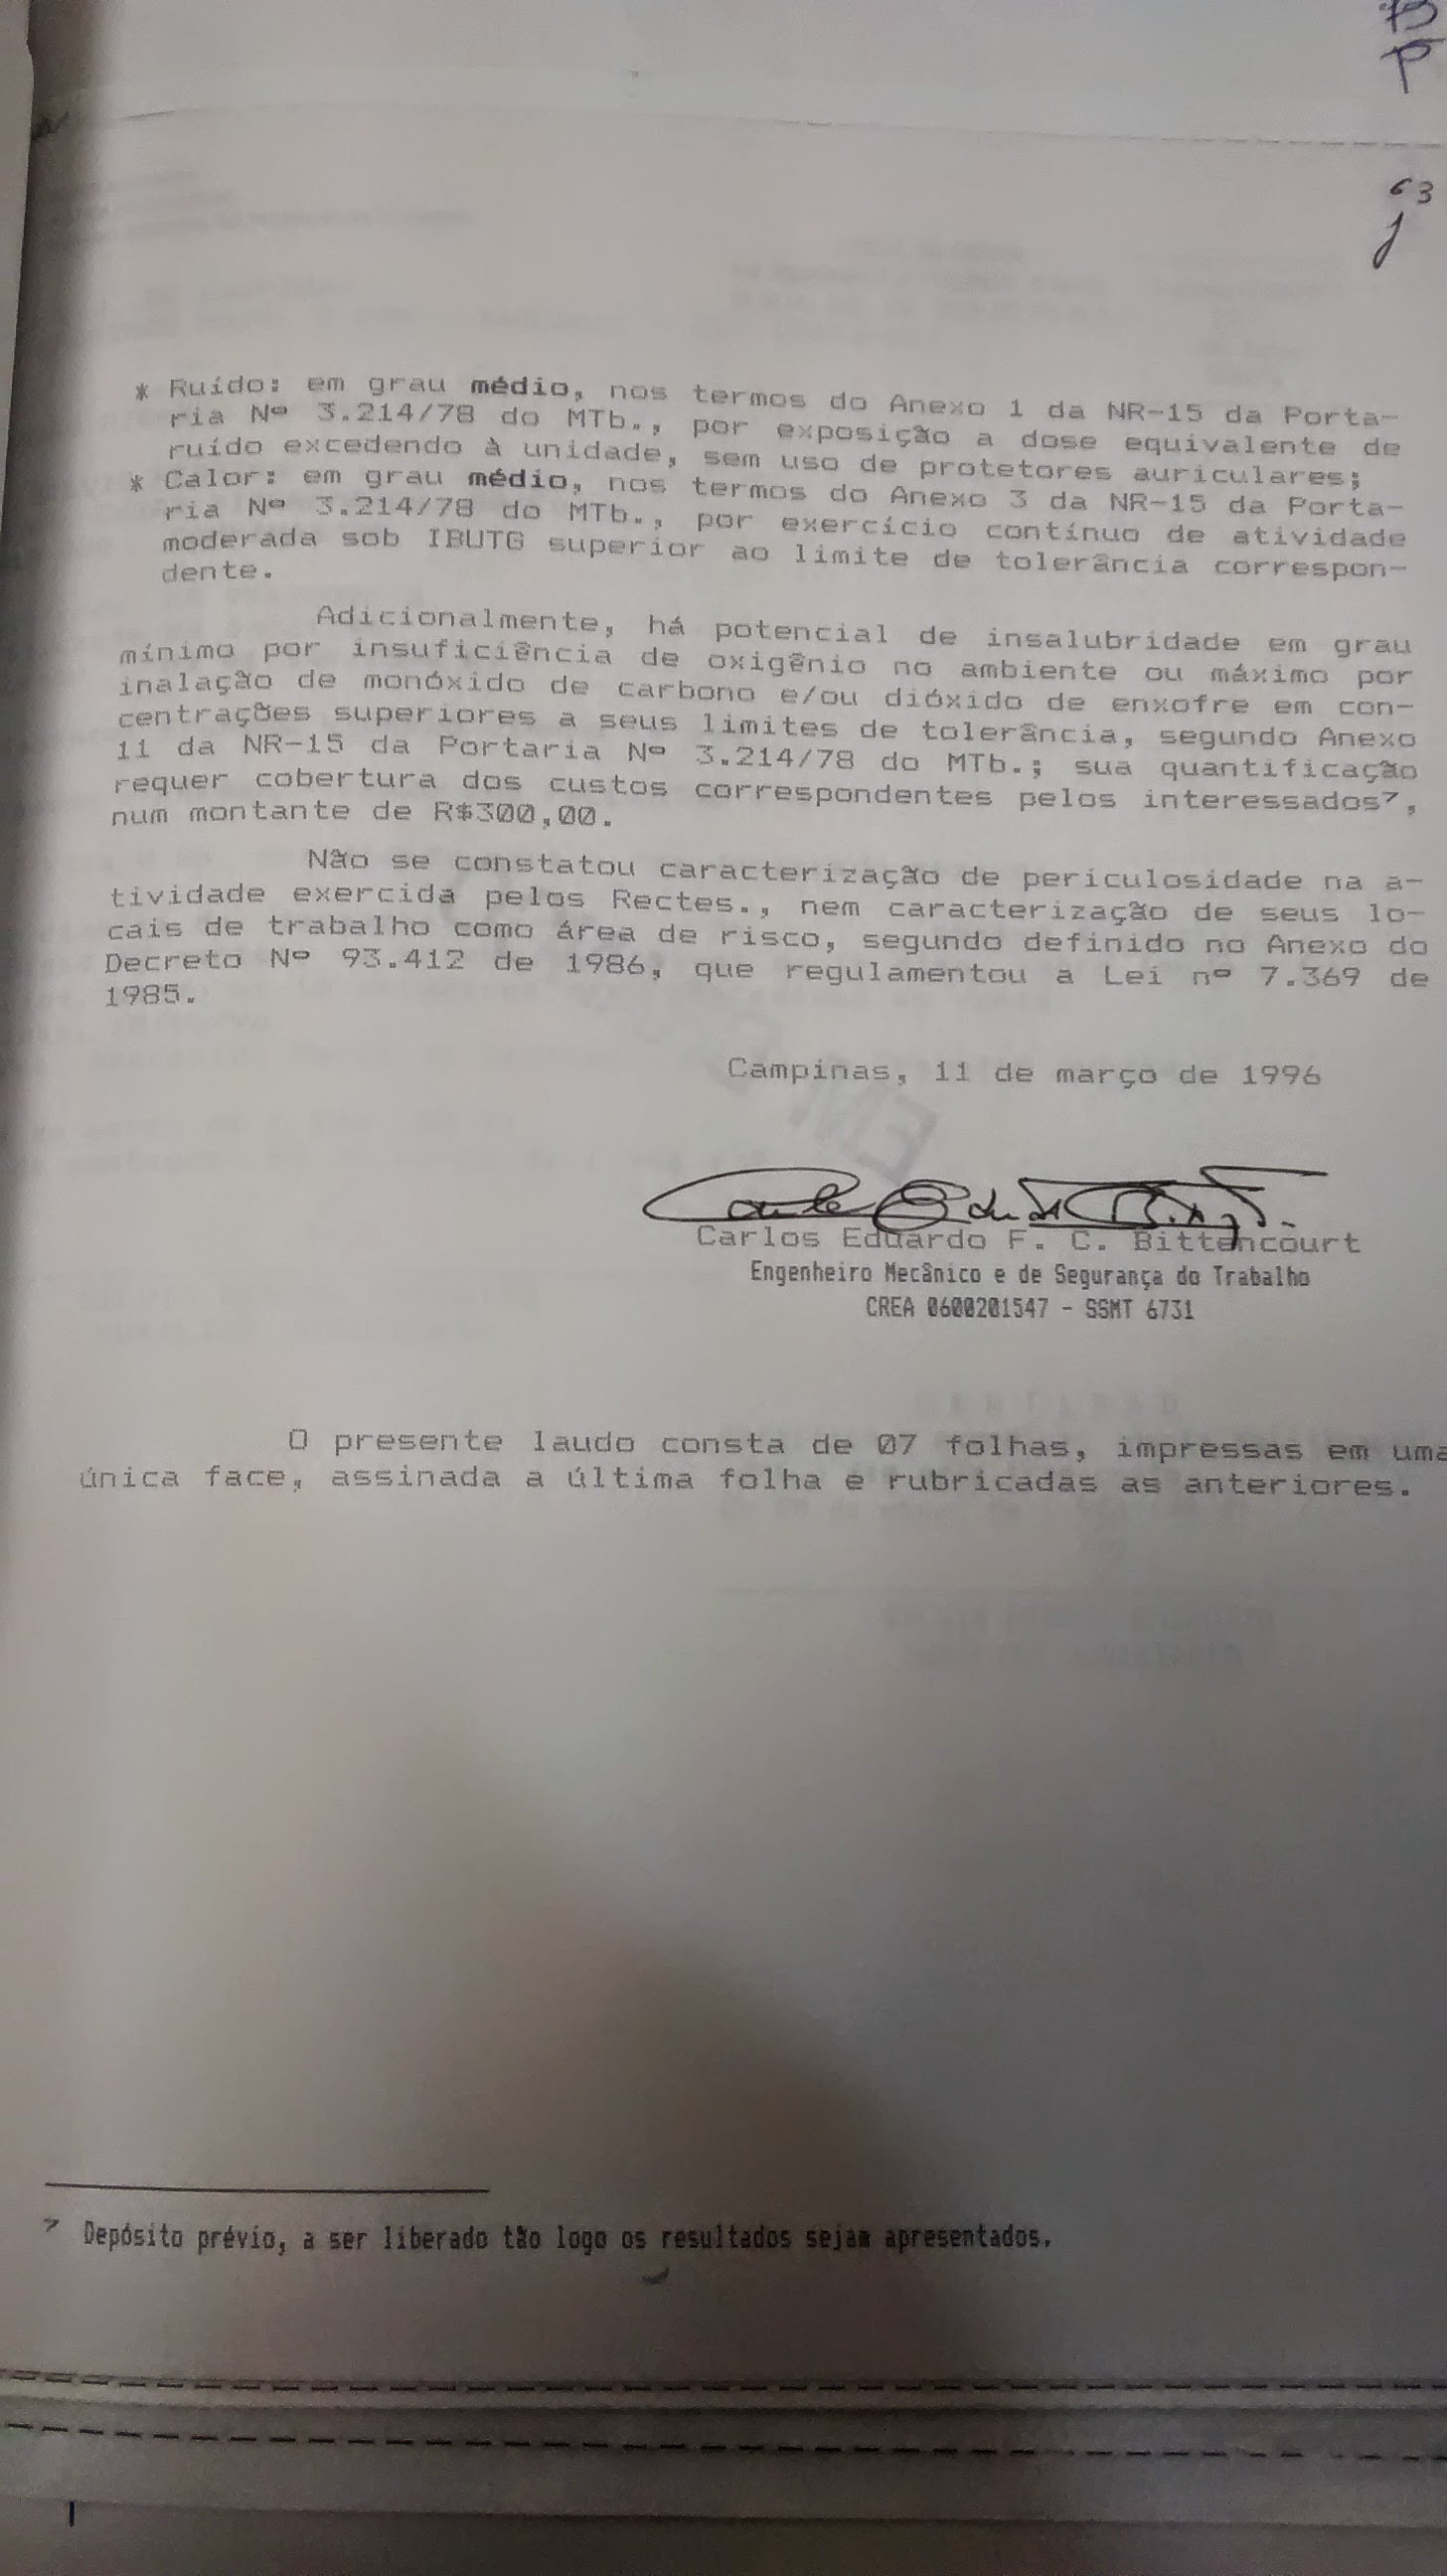 63
* Ruído: em grau médio, nos termos do Anexo 1 da NR-15 da Porta-
ria Nº 3.214/78 do MTb., por exposição a dose equivalente de
ruído excedendo à unidade, sem uso de protetores auriculares;
* Calor: em grau médio, nos termos do Anexo 3 da NR-15 da Porta-
ria Nº 3.214/78 do MTb., por exercício contínuo de atividade
moderada sob IBUTG superior ao limite de tolerância correspon-
dente.
Adicionalmente, há potencial de insalubridade em grau
mínimo por insuficiência de oxigênio no ambiente ou máximo por
inalação de monóxido de carbono e/ou dióxido de enxofre em con-
centrações superiores a seus limites de tolerância, segundo Anexo
11 da NR-15 da Portaria Nº 3.214/78 do MTb.; sua quantificação
requer cobertura dos custos correspondentes pelos interessados⁷,
num montante de R$300,00.
Não se constatou caracterização de periculosidade na a-
tividade exercida pelos Rectes., nem caracterização de seus lo-
cais de trabalho como área de risco, segundo definido no Anexo do
Decreto Nº 93.412 de 1986, que regulamentou a Lei nº 7.369 de
1985.
Campinas, 11 de março de 1996
Carlos Eduardo F. C. Bittencourt
Engenheiro Mecânico e de Segurança do Trabalho
CREA 0600201547 - SSMT 6731
O presente laudo consta de 07 folhas, impressas em uma
única face, assinada a última folha e rubricadas as anteriores.
⁷ Depósito prévio, a ser liberado tão logo os resultados sejam apresentados.